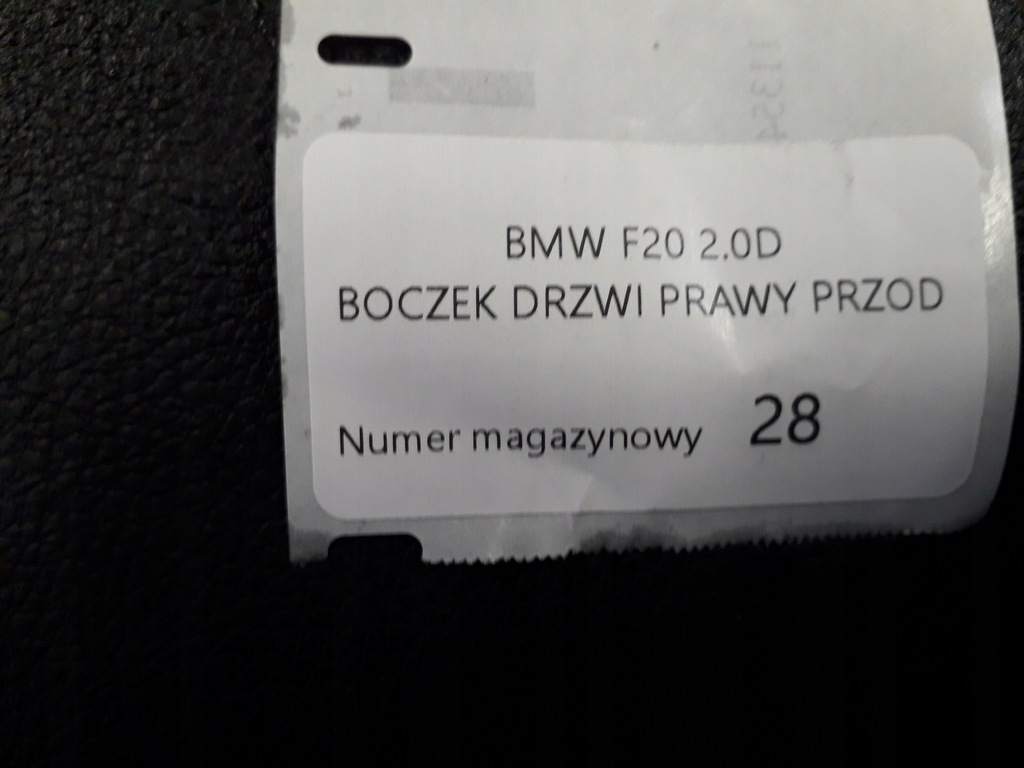 BMW F20 2.0D
BOCZEK DRZWI PRAWY PRZOD
Numer magazynowy 28